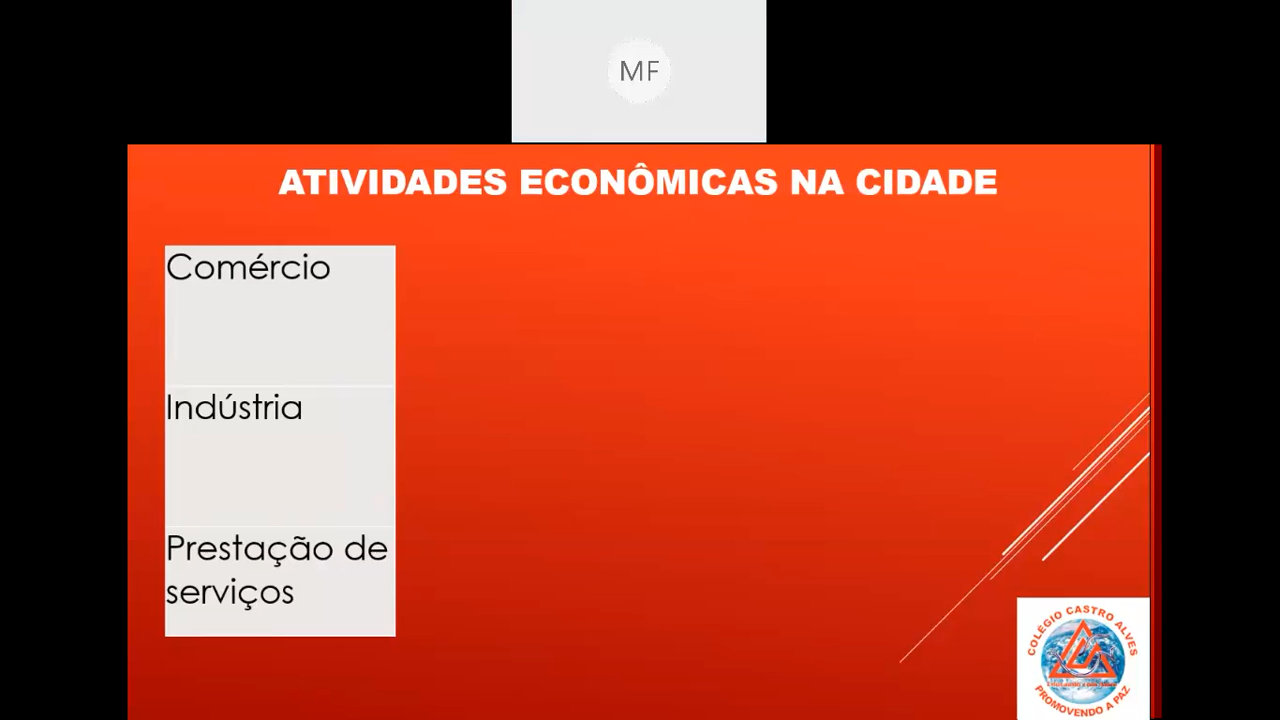 MF
ATIVIDADES ECONÔMICAS NA CIDADE
Comércio
Indústria
Prestação de
serviços
COLÉGIO CASTRO ALVES
PROMOVENDO A PAZ